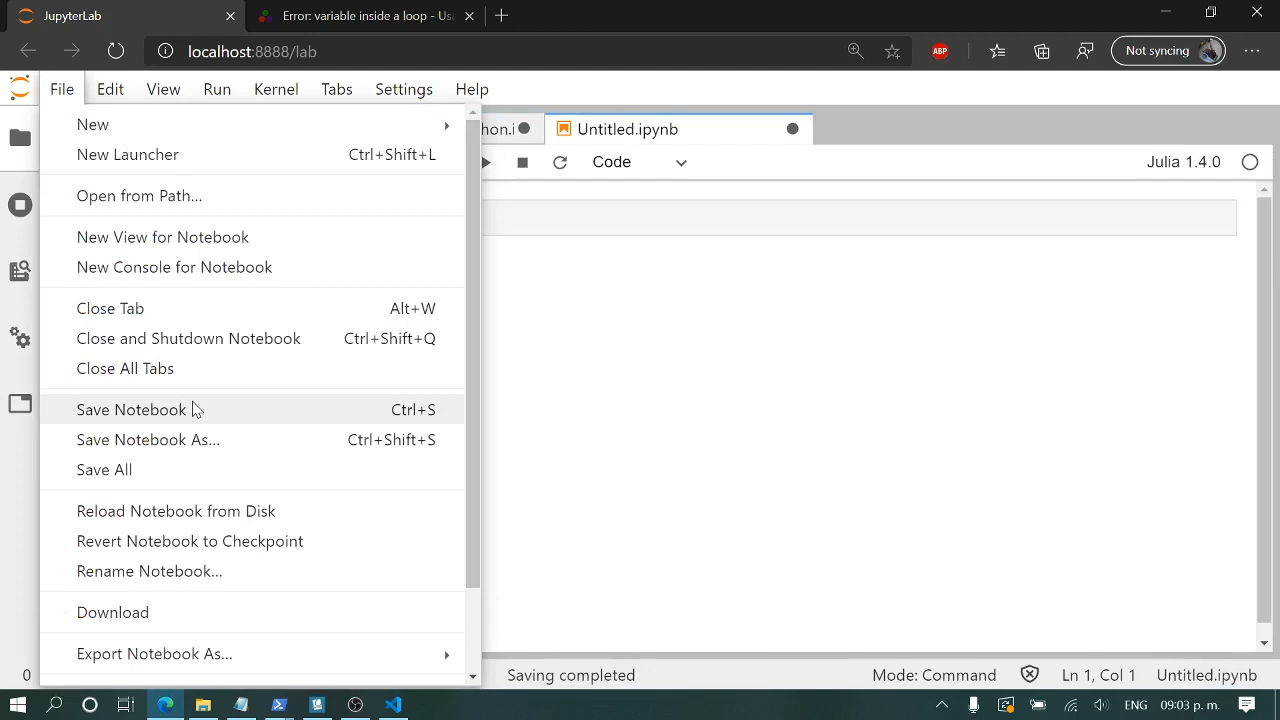 JupyterLab
Error: variable inside a loop - Usa
localhost:8888/lab
ABP
Not syncing
File Edit View Run Kernel Tabs Settings Help
New
New Launcher Ctrl+Shift+L
Open from Path...
New View for Notebook
New Console for Notebook
Close Tab Alt+W
Close and Shutdown Notebook Ctrl+Shift+Q
Close All Tabs
Save Notebook Ctrl+S
Save Notebook As... Ctrl+Shift+S
Save All
Reload Notebook from Disk
Revert Notebook to Checkpoint
Rename Notebook...
Download
Export Notebook As...
hon.i
Untitled.ipynb
Code
Julia 1.4.0
0
Saving completed
Mode: Command
Ln 1, Col 1
Untitled.ipynb
ENG
09:03 p. m.